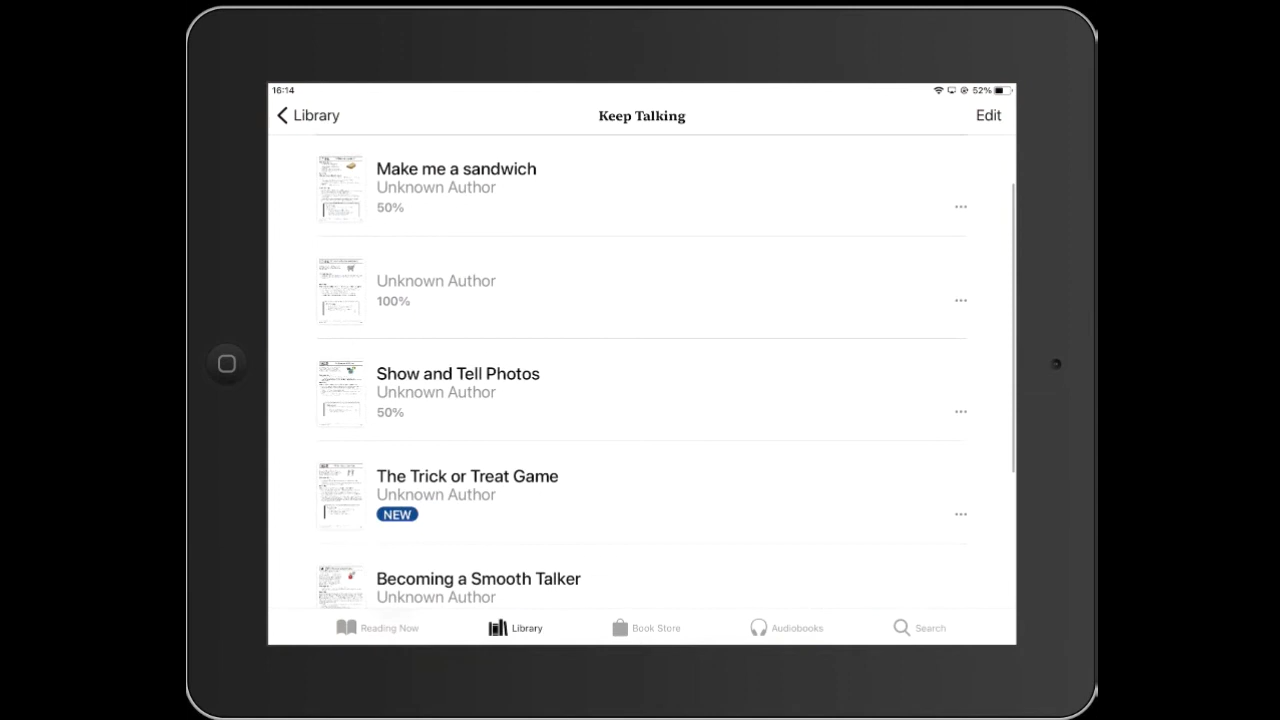 16:14
52%
Library
Keep Talking
Edit
Make me a sandwich
Unknown Author
50%
Unknown Author
100%
Show and Tell Photos
Unknown Author
50%
The Trick or Treat Game
Unknown Author
NEW
Becoming a Smooth Talker
Unknown Author
Reading Now
Library
Book Store
Audiobooks
Search